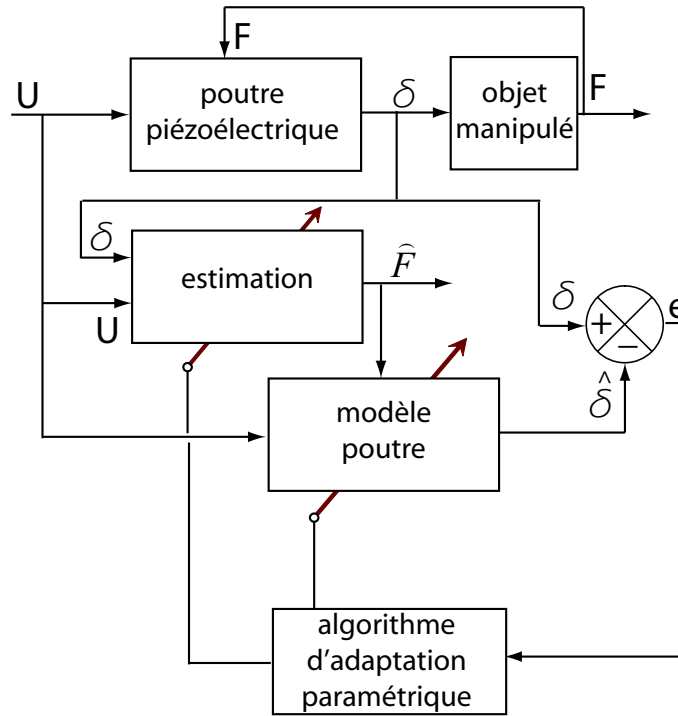 F
U
poutre
piézoélectrique
δ
objet
manipulé
F
δ
estimation
U
F̂
δ
+
−
e
δ̂
modèle
poutre
algorithme
d'adaptation
paramétrique